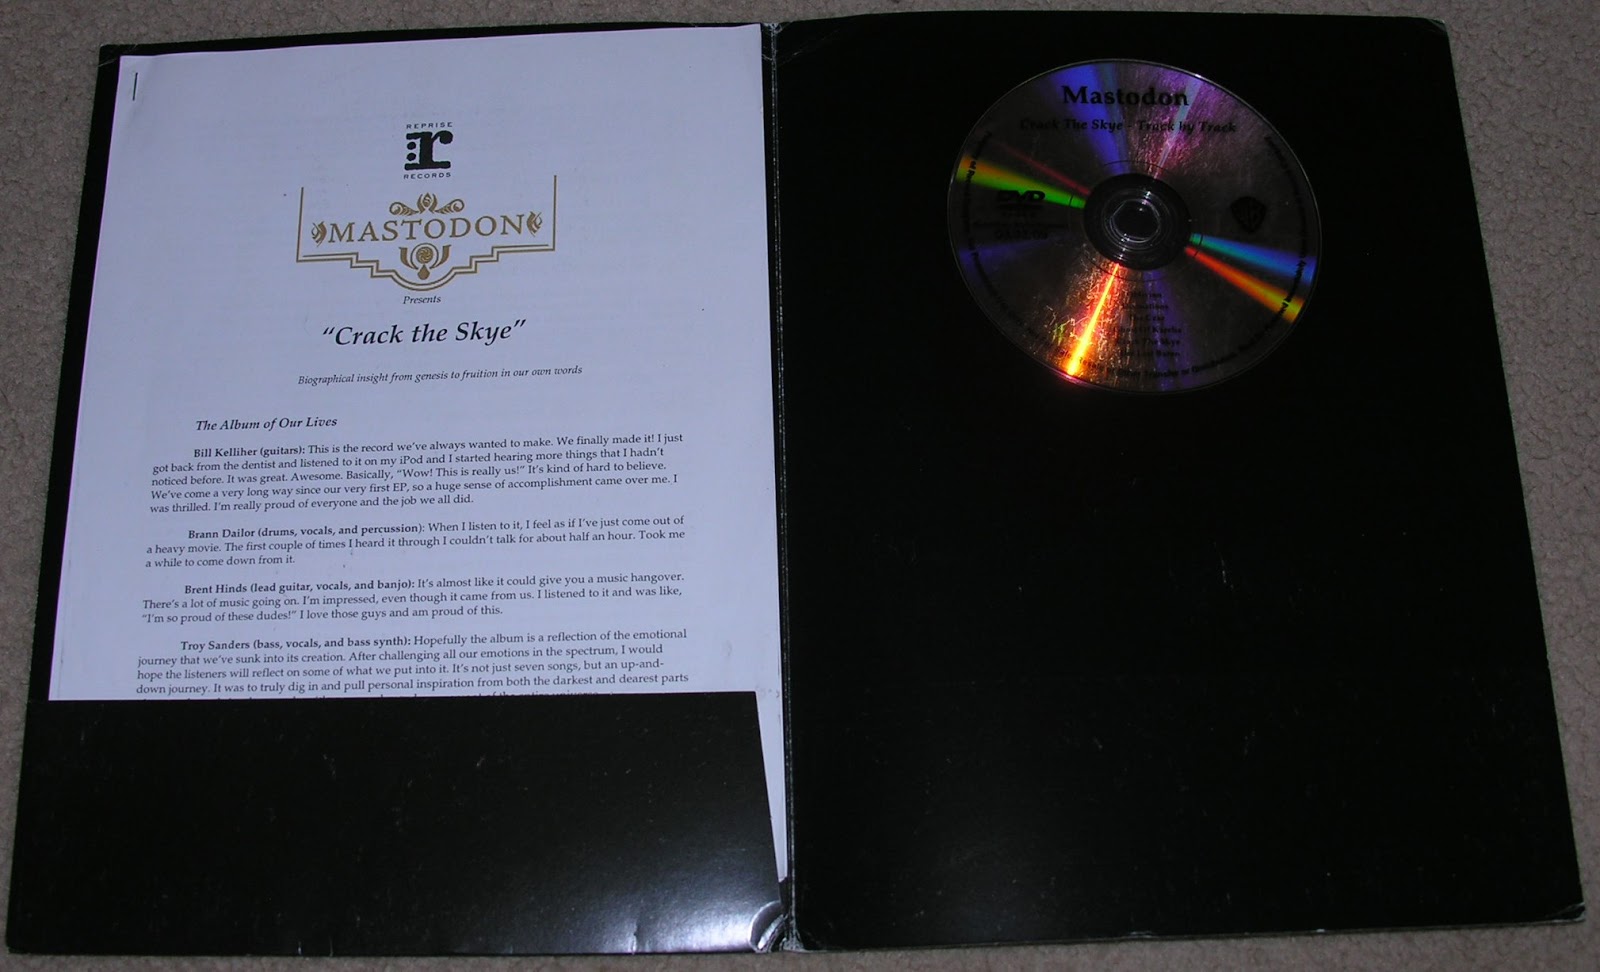 REPRISE
r
RECORDS
MASTODON
Presents
“Crack the Skye”
Biographical insight from genesis to fruition in our own words
The Album of Our Lives
Bill Kelliher (guitars): This is the record we’ve always wanted to make. We finally made it! I just
got back from the dentist and listened to it on my iPod and I started hearing more things that I hadn’t
noticed before. It was great. Awesome. Basically, “Wow! This is really us!” It’s kind of hard to believe.
We’ve come a very long way since our very first EP, so a huge sense of accomplishment came over me. I
was thrilled. I’m really proud of everyone and the job we all did.
Brann Dailor (drums, vocals, and percussion): When I listen to it, I feel as if I’ve just come out of
a heavy movie. The first couple of times I heard it through I couldn’t talk for about half an hour. Took me
a while to come down from it.
Brent Hinds (lead guitar, vocals, and banjo): It’s almost like it could give you a music hangover.
There’s a lot of music going on. I’m impressed, even though it came from us. I listened to it and was like,
“I’m so proud of these dudes!” I love those guys and am proud of this.
Troy Sanders (bass, vocals, and bass synth): Hopefully the album is a reflection of the emotional
journey that we’ve sunk into its creation. After challenging all our emotions in the spectrum, I would
hope the listeners will reflect on some of what we put into it. It’s not just seven songs, but an up-and-
down journey. It was to truly dig in and pull personal inspiration from both the darkest and dearest parts
Mastodon
Crack The Skye - Track by Track
DVD
The Czar
Crack The Skye
The Last Baron